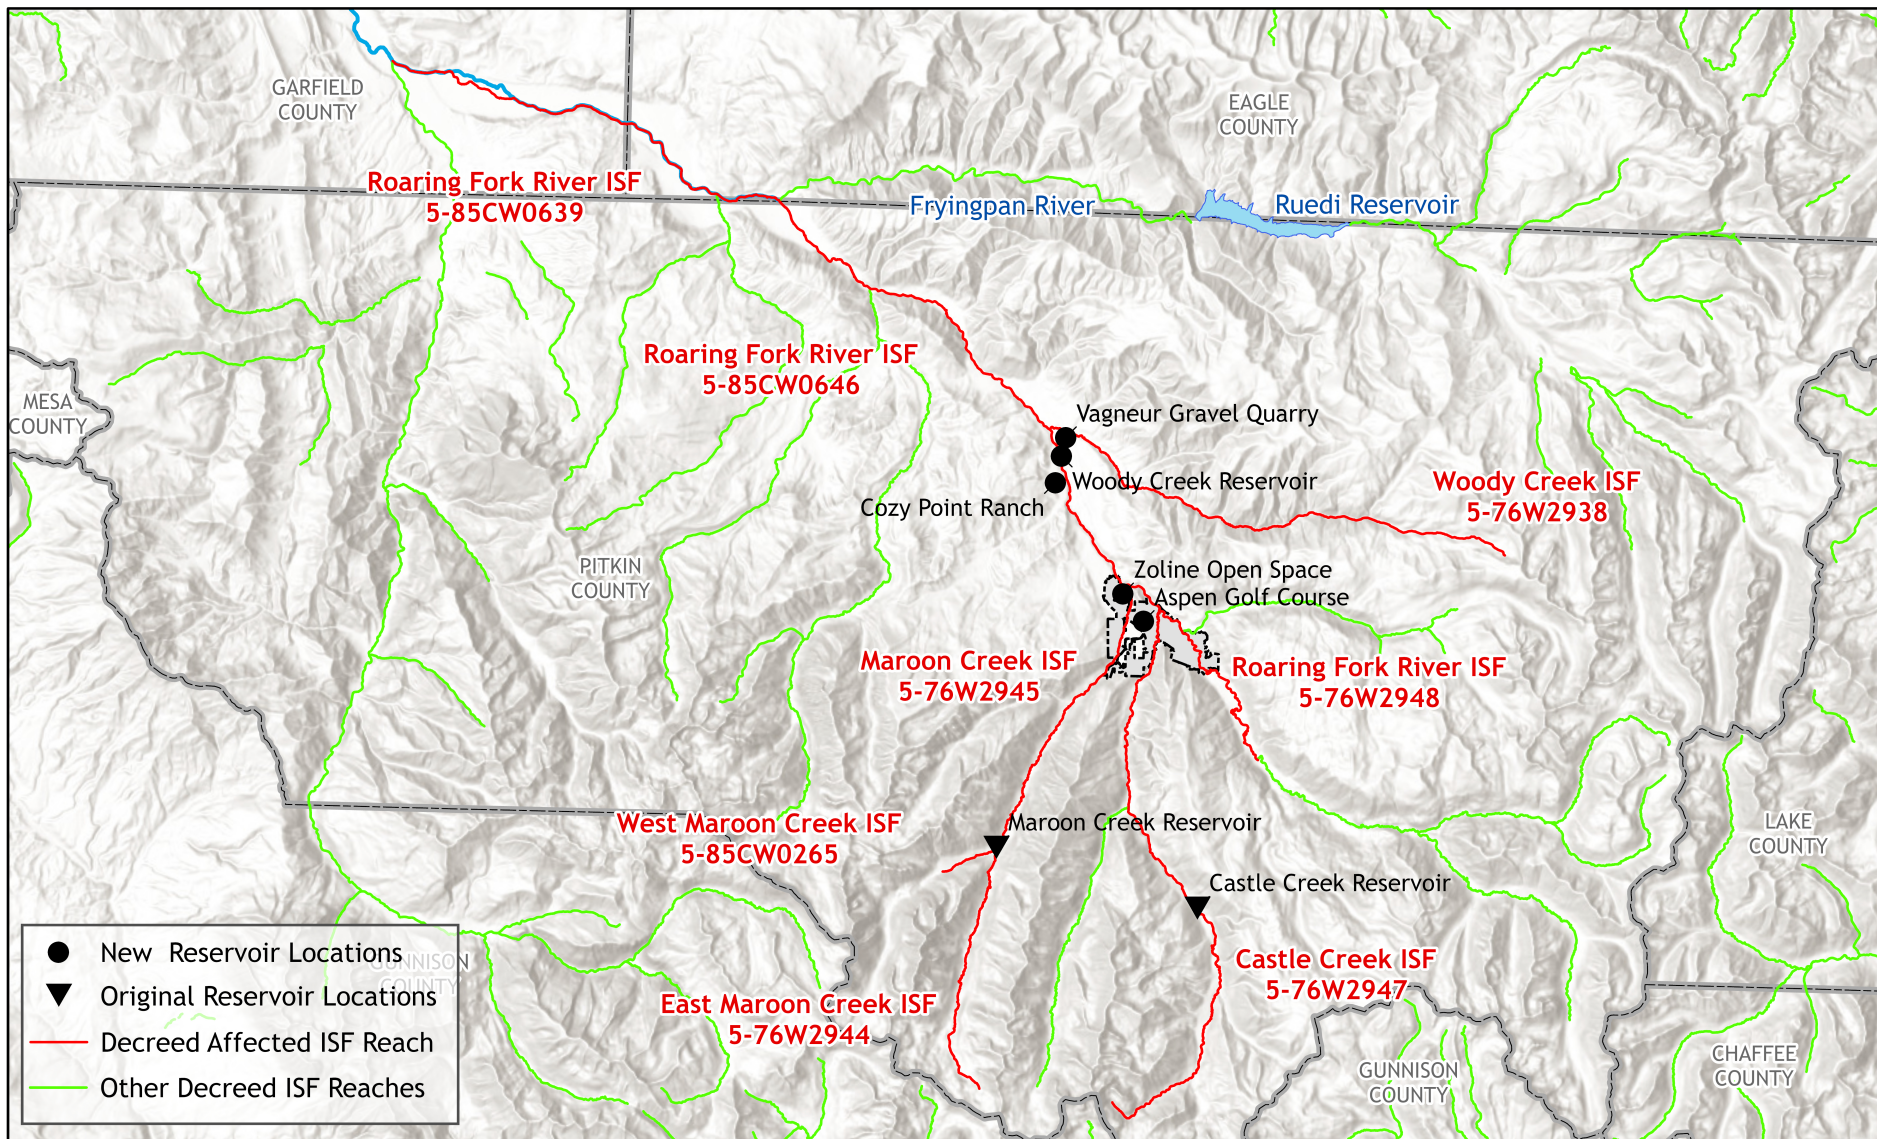 GARFIELD
COUNTY
EAGLE
COUNTY
Roaring Fork River ISF
5-85CW0639
Fryingpan River
Ruedi Reservoir
Roaring Fork River ISF
5-85CW0646
MESA
COUNTY
Vagneur Gravel Quarry
Woody Creek Reservoir
Cozy Point Ranch
Woody Creek ISF
5-76W2938
PITKIN
COUNTY
Zoline Open Space
Aspen Golf Course
Maroon Creek ISF
5-76W2945
Roaring Fork River ISF
5-76W2948
West Maroon Creek ISF
5-85CW0265
Maroon Creek Reservoir
LAKE
COUNTY
Castle Creek Reservoir
Castle Creek ISF
5-76W2947
East Maroon Creek ISF
5-76W2944
GUNNISON
COUNTY
CHAFFEE
COUNTY
GUNNISON
COUNTY
New  Reservoir Locations
Original Reservoir Locations
Decreed Affected ISF Reach
Other Decreed ISF Reaches